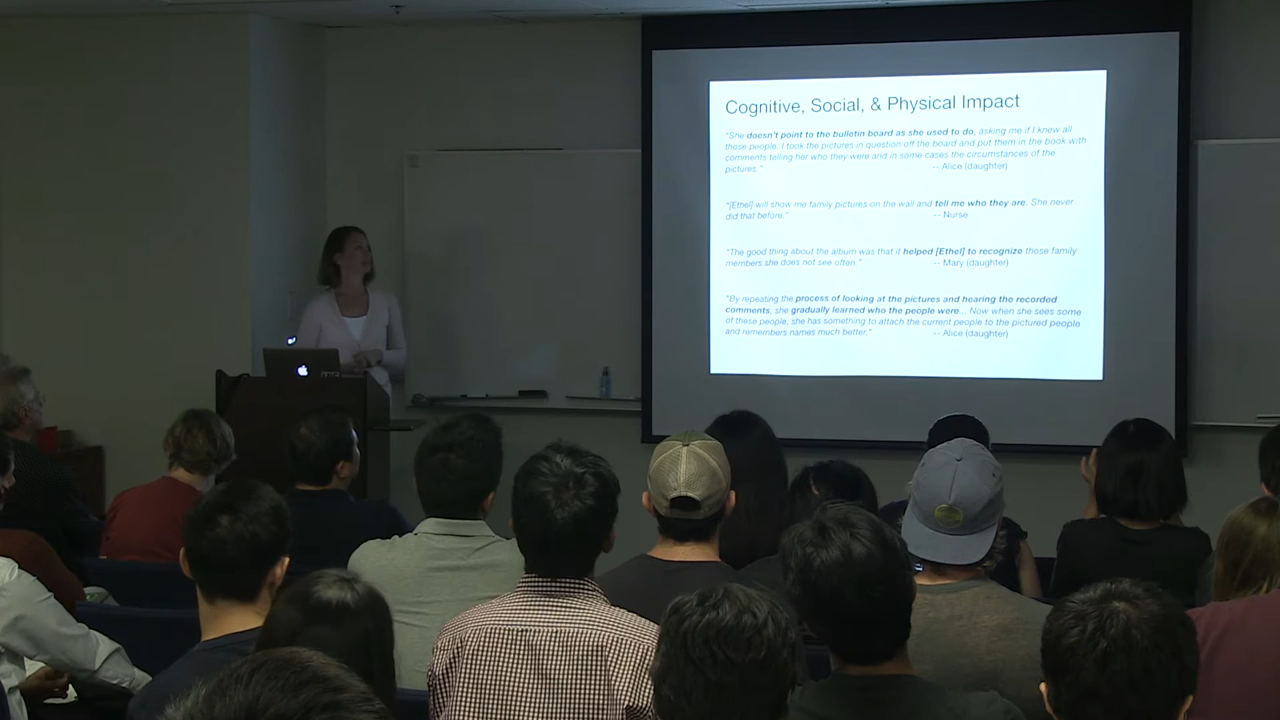 Cognitive, Social, & Physical Impact
"She doesn't point to the bulletin board as she used to do, asking me if I knew all
those people. I took the pictures in question off the board and put them in the book with
comments telling her who they were and in some cases the circumstances of the
pictures." -- Alice (daughter)
"[Ethel] will show me family pictures on the wall and tell me who they are. She never
did that before." -- Nurse
"The good thing about the album was that it helped [Ethel] to recognize those family
members she does not see often." -- Mary (daughter)
"By repeating the process of looking at the pictures and hearing the recorded
comments, she gradually learned who the people were... Now when she sees some
of these people, she has something to attach the current people to the pictured people
and remembers names much better." -- Alice (daughter)